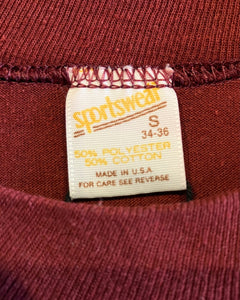 sportswear
S
34-36
50% POLYESTER
50% COTTON
MADE IN U.S.A.
FOR CARE SEE REVERSE